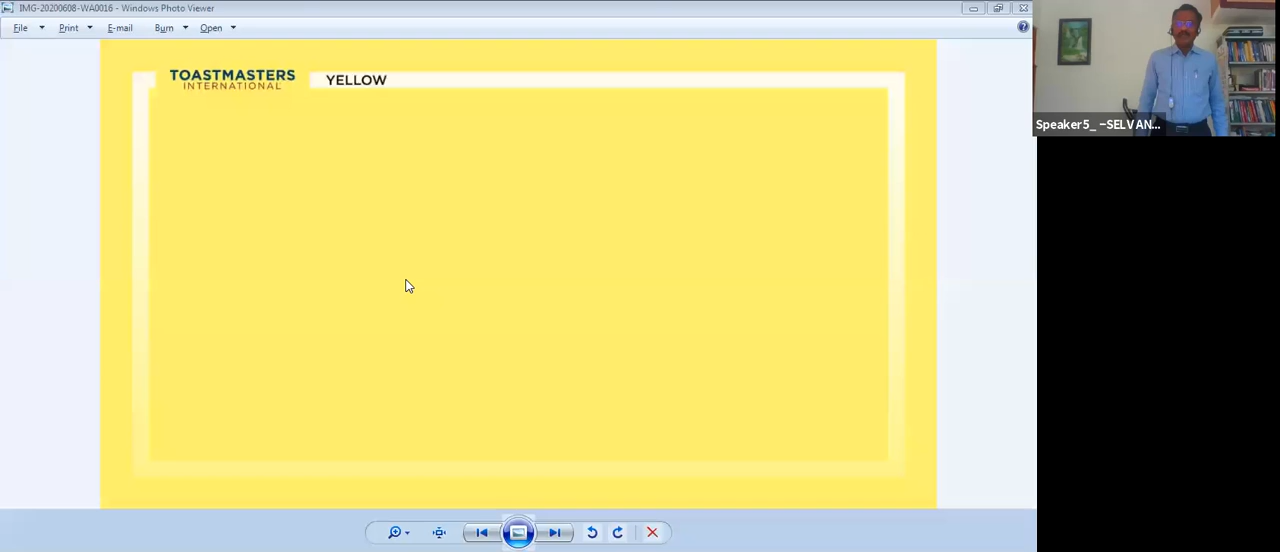 IMG-20200608-WA0016 - Windows Photo Viewer
File Print E-mail Burn Open
TOASTMASTERS
INTERNATIONAL
YELLOW
Speaker5_ –SELVAN...